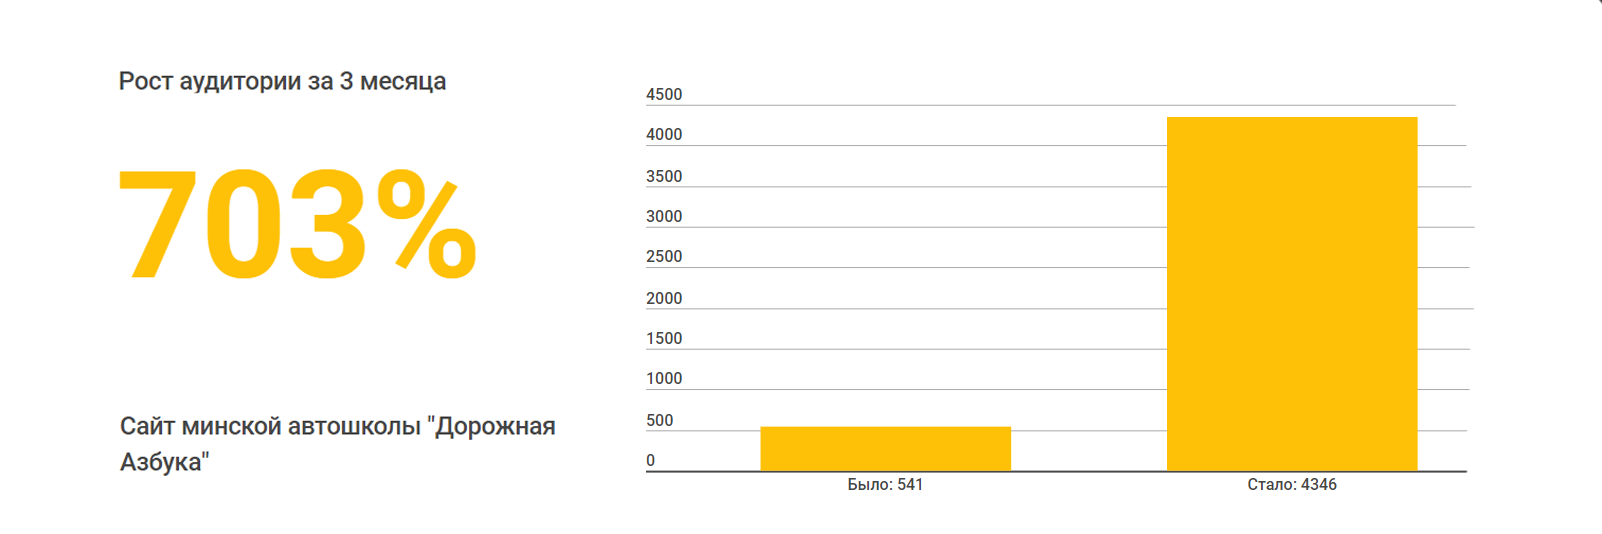 Рост аудитории за 3 месяца
703%
Сайт минской автошколы "Дорожная
Азбука"
4500
4000
3500
3000
2500
2000
1500
1000
500
0
Было: 541
Стало: 4346